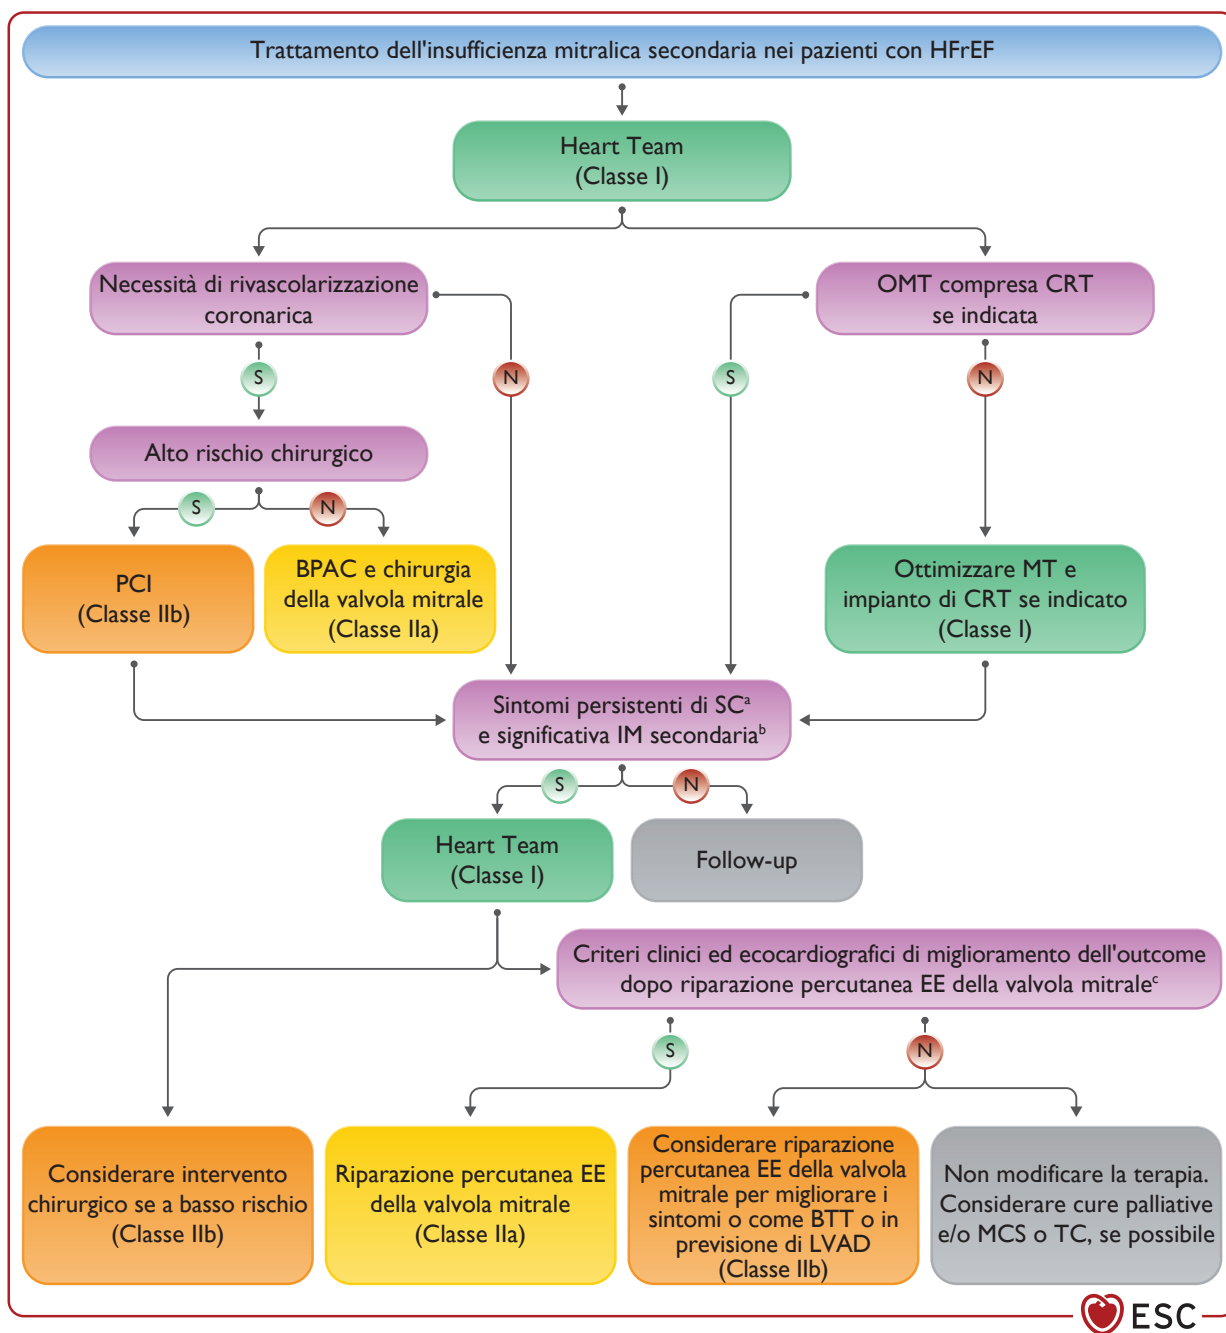 Trattamento dell'insufficienza mitralica secondaria nei pazienti con HFrEF
Heart Team
(Classe I)
Necessità di rivascolarizzazione
coronarica
OMT compresa CRT
se indicata
S
N
S
N
Alto rischio chirurgico
S
N
PCI
(Classe IIb)
BPAC e chirurgia
della valvola mitrale
(Classe IIa)
Ottimizzare MT e
impianto di CRT se indicato
(Classe I)
Sintomi persistenti di SCᵃ
e significativa IM secondariaᵇ
S
N
Heart Team
(Classe I)
Follow-up
Criteri clinici ed ecocardiografici di miglioramento dell'outcome
dopo riparazione percutanea EE della valvola mitraleᶜ
S
N
Considerare intervento
chirurgico se a basso rischio
(Classe IIb)
Riparazione percutanea EE
della valvola mitrale
(Classe IIa)
Considerare riparazione
percutanea EE della valvola
mitrale per migliorare i
sintomi o come BTT o in
previsione di LVAD
(Classe IIb)
Non modificare la terapia.
Considerare cure palliative
e/o MCS o TC, se possibile
ESC